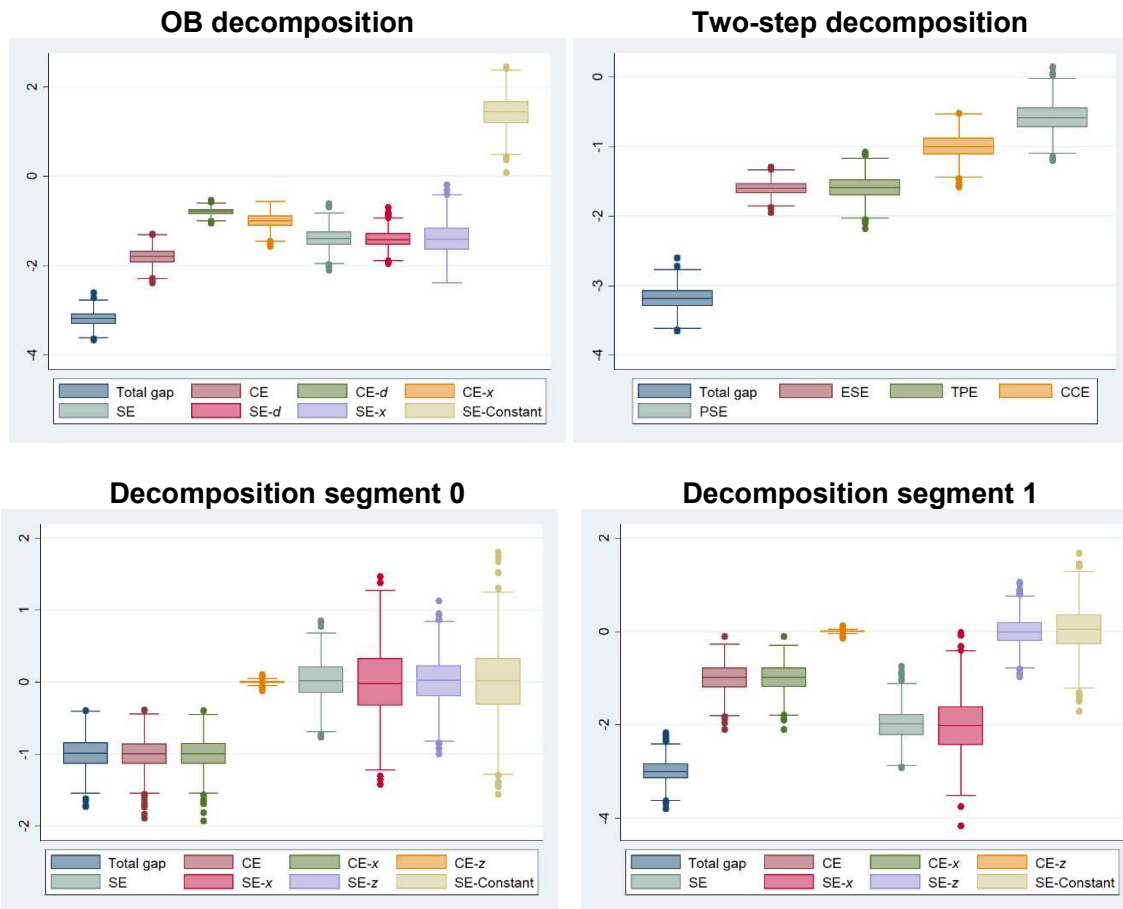 OB decomposition
2
0
-2
-4
Total gap CE CE-d CE-x
SE SE-d SE-x SE-Constant
Two-step decomposition
0
-1
-2
-3
-4
Total gap ESE TPE CCE
PSE
Decomposition segment 0
2
1
0
-1
-2
Total gap CE CE-x CE-z
SE SE-x SE-z SE-Constant
Decomposition segment 1
2
0
-2
-4
Total gap CE CE-x CE-z
SE SE-x SE-z SE-Constant